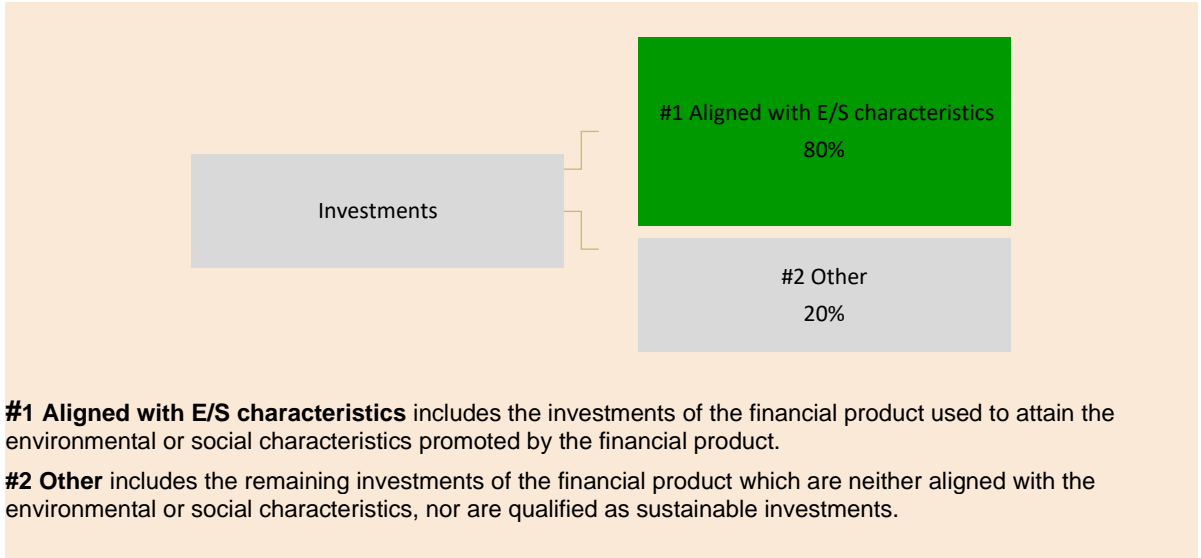 #1 Aligned with E/S characteristics
80%
Investments
#2 Other
20%
#1 Aligned with E/S characteristics includes the investments of the financial product used to attain the
environmental or social characteristics promoted by the financial product.
#2 Other includes the remaining investments of the financial product which are neither aligned with the
environmental or social characteristics, nor are qualified as sustainable investments.